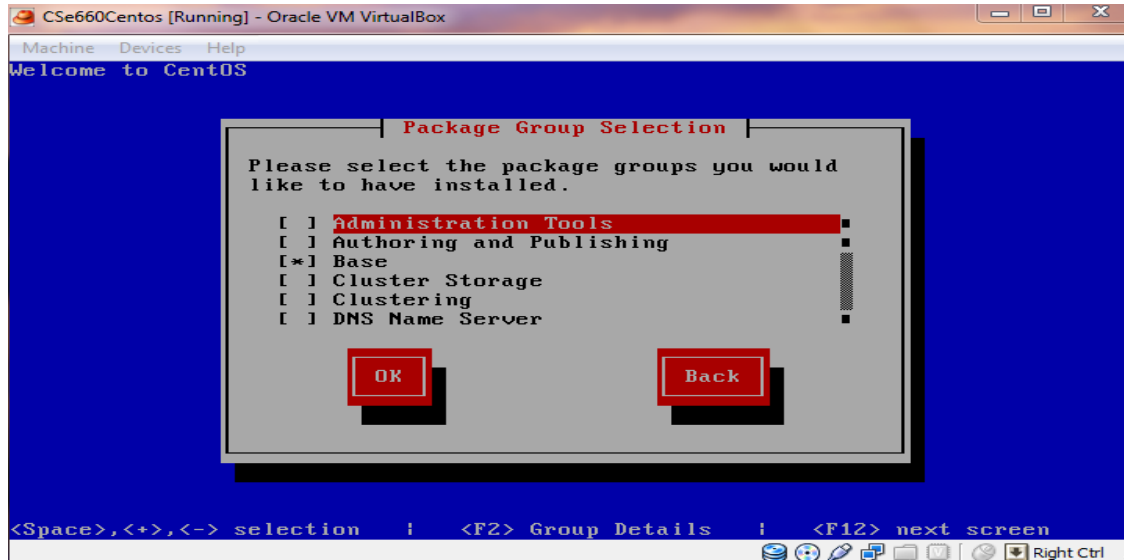 CSe660Centos [Running] - Oracle VM VirtualBox
Machine Devices Help
Welcome to CentOS
Package Group Selection
Please select the package groups you would
like to have installed.
[ ] Administration Tools
[ ] Authoring and Publishing
[*] Base
[ ] Cluster Storage
[ ] Clustering
[ ] DNS Name Server
OK Back
<Space>,<+>,<-> selection | <F2> Group Details | <F12> next screen
Right Ctrl